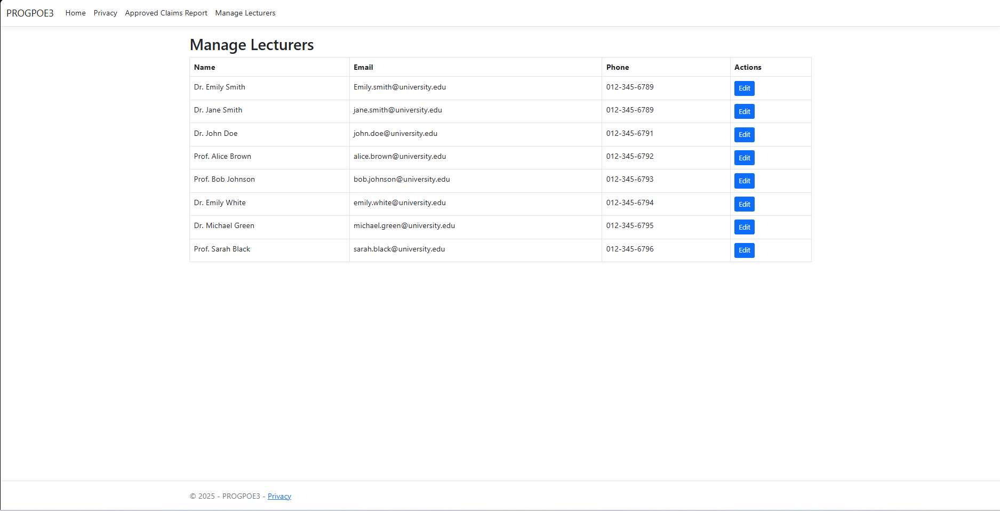 PROGPOE3 Home Privacy Approved Claims Report Manage Lecturers
Manage Lecturers
Name Email Phone Actions
Dr. Emily Smith Emily.smith@university.edu 012-345-6789 Edit
Dr. Jane Smith jane.smith@university.edu 012-345-6789 Edit
Dr. John Doe john.doe@university.edu 012-345-6791 Edit
Prof. Alice Brown alice.brown@university.edu 012-345-6792 Edit
Prof. Bob Johnson bob.johnson@university.edu 012-345-6793 Edit
Dr. Emily White emily.white@university.edu 012-345-6794 Edit
Dr. Michael Green michael.green@university.edu 012-345-6795 Edit
Prof. Sarah Black sarah.black@university.edu 012-345-6796 Edit
© 2025 - PROGPOE3 - Privacy